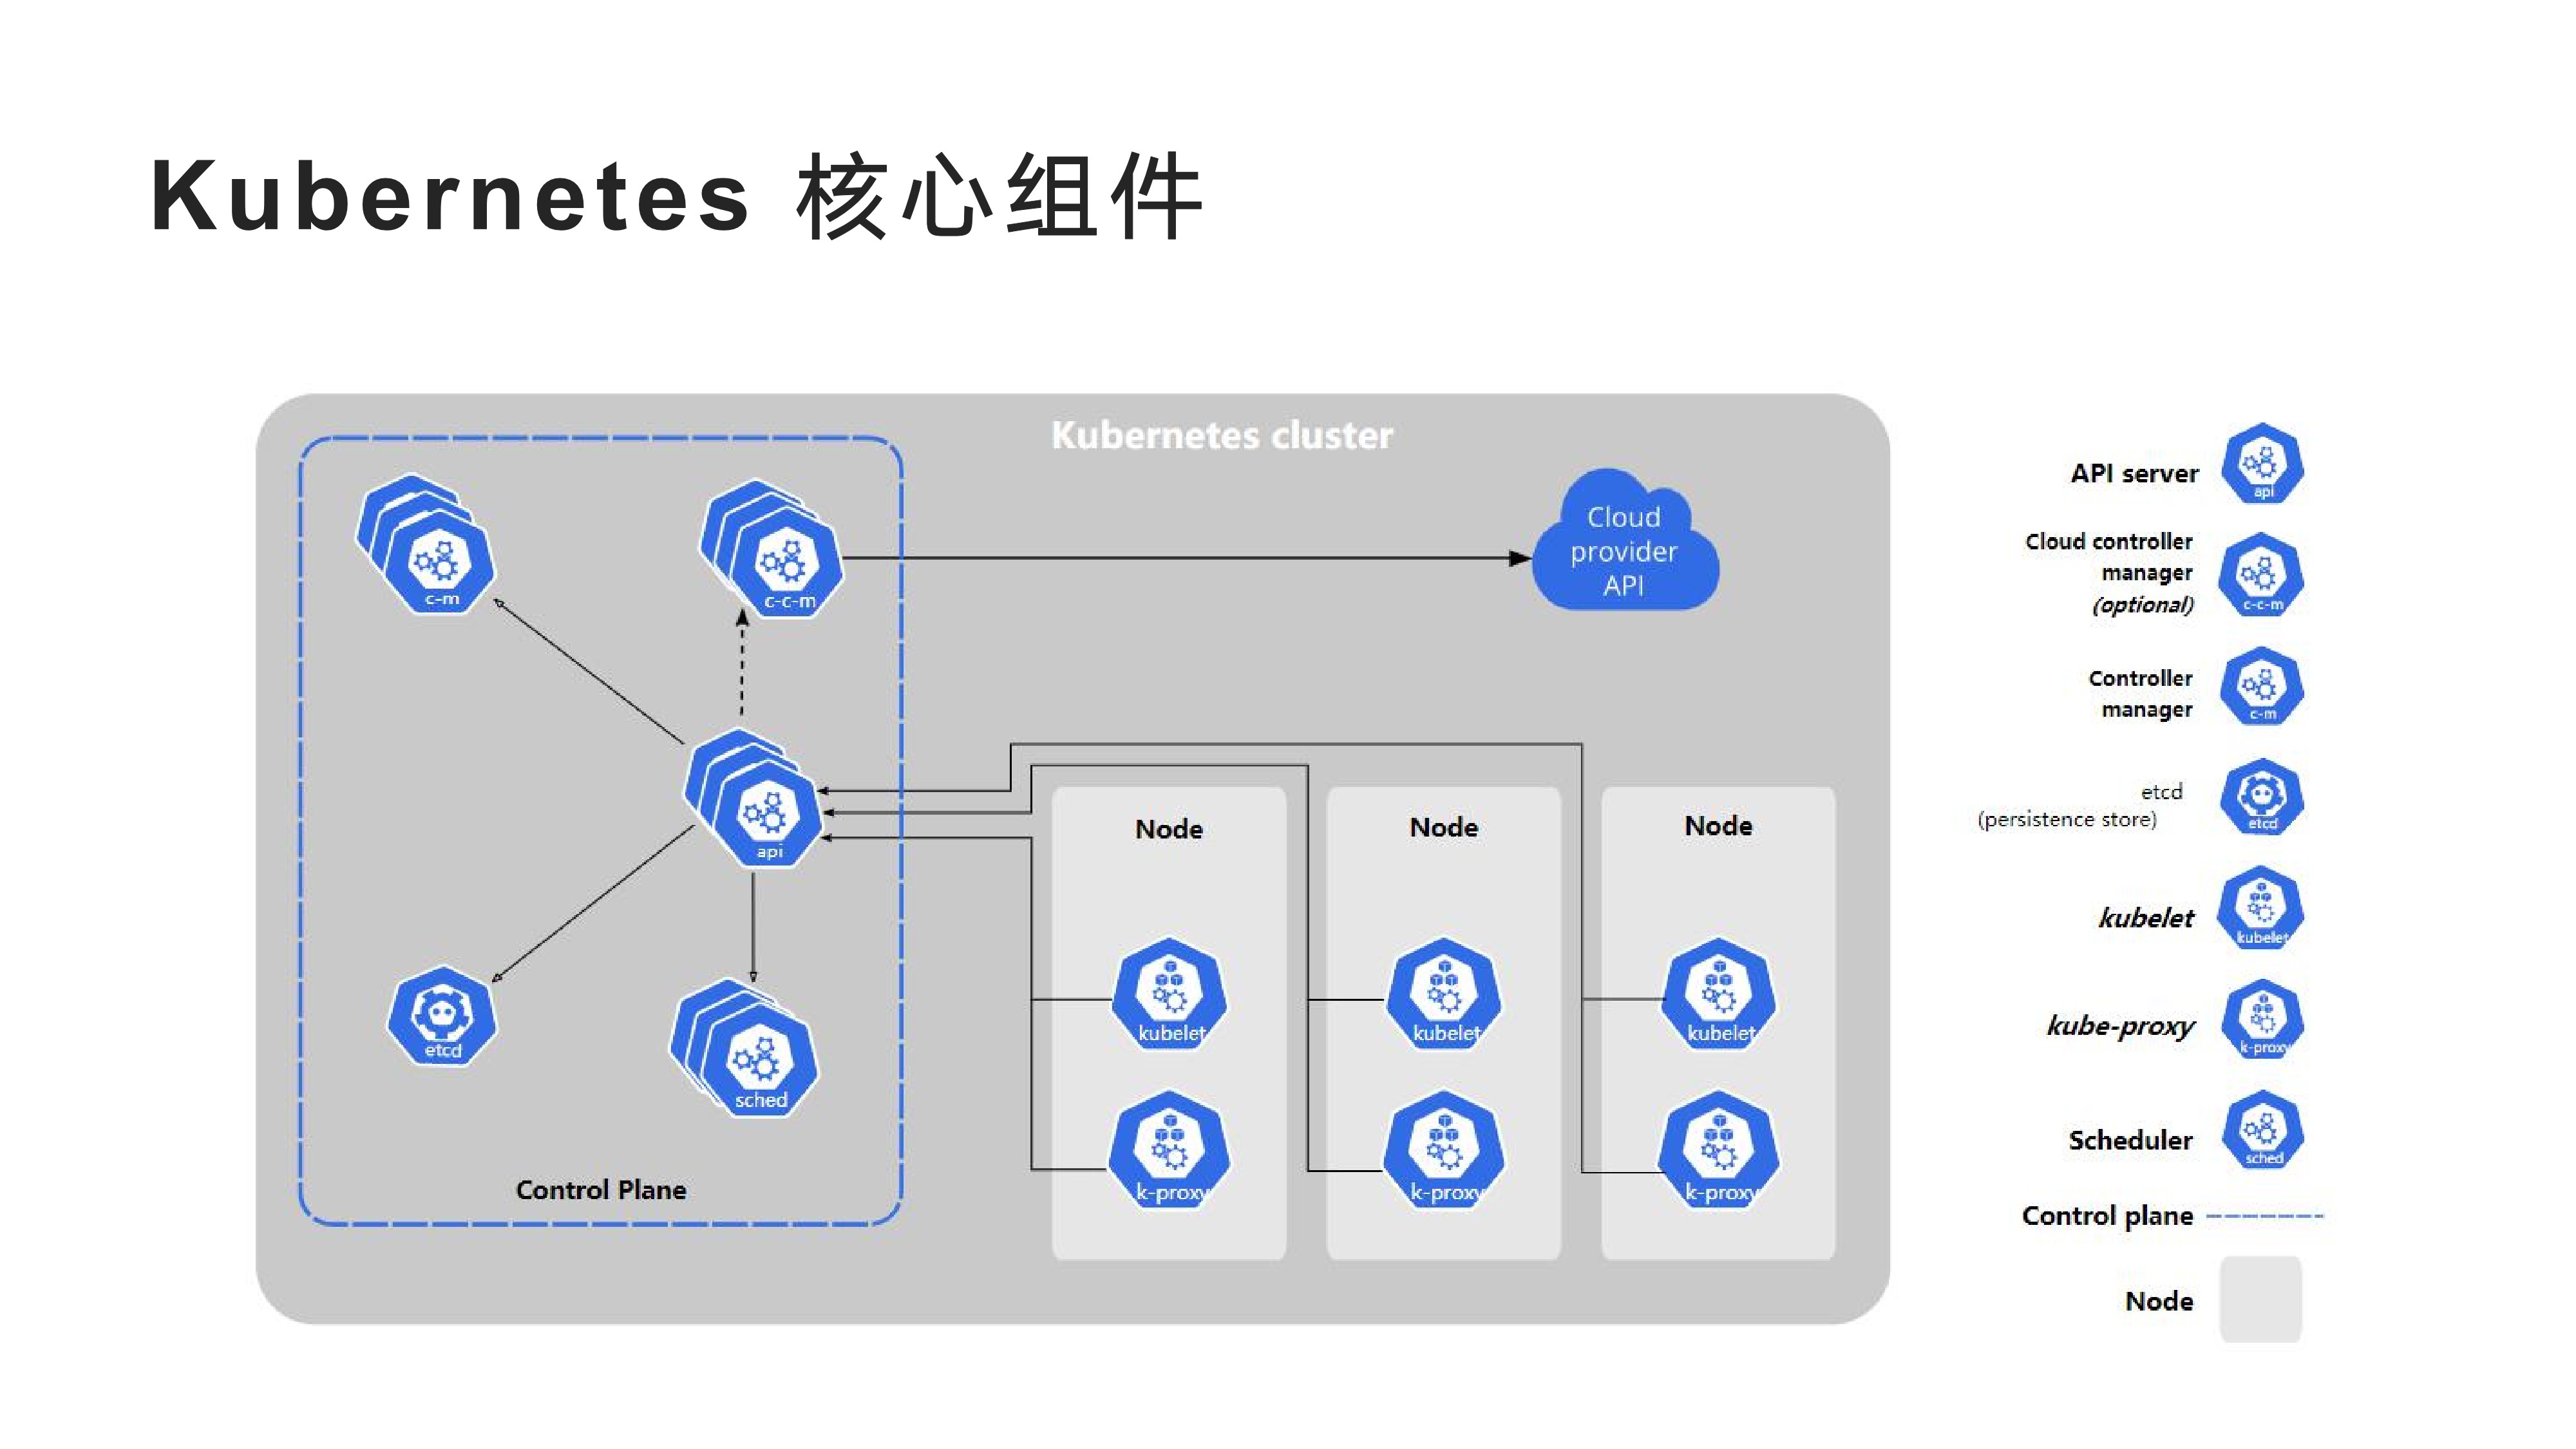 Kubernetes 核心组件
Kubernetes cluster
c-m
c-c-m
Cloud
provider
API
api
etcd
sched
Control Plane
Node
kubelet
k-proxy
Node
kubelet
k-proxy
Node
kubelet
k-proxy
API server
api
Cloud controller
manager
(optional)
c-c-m
Controller
manager
c-m
etcd
(persistence store)
etcd
kubelet
kubelet
kube-proxy
k-proxy
Scheduler
sched
Control plane
Node